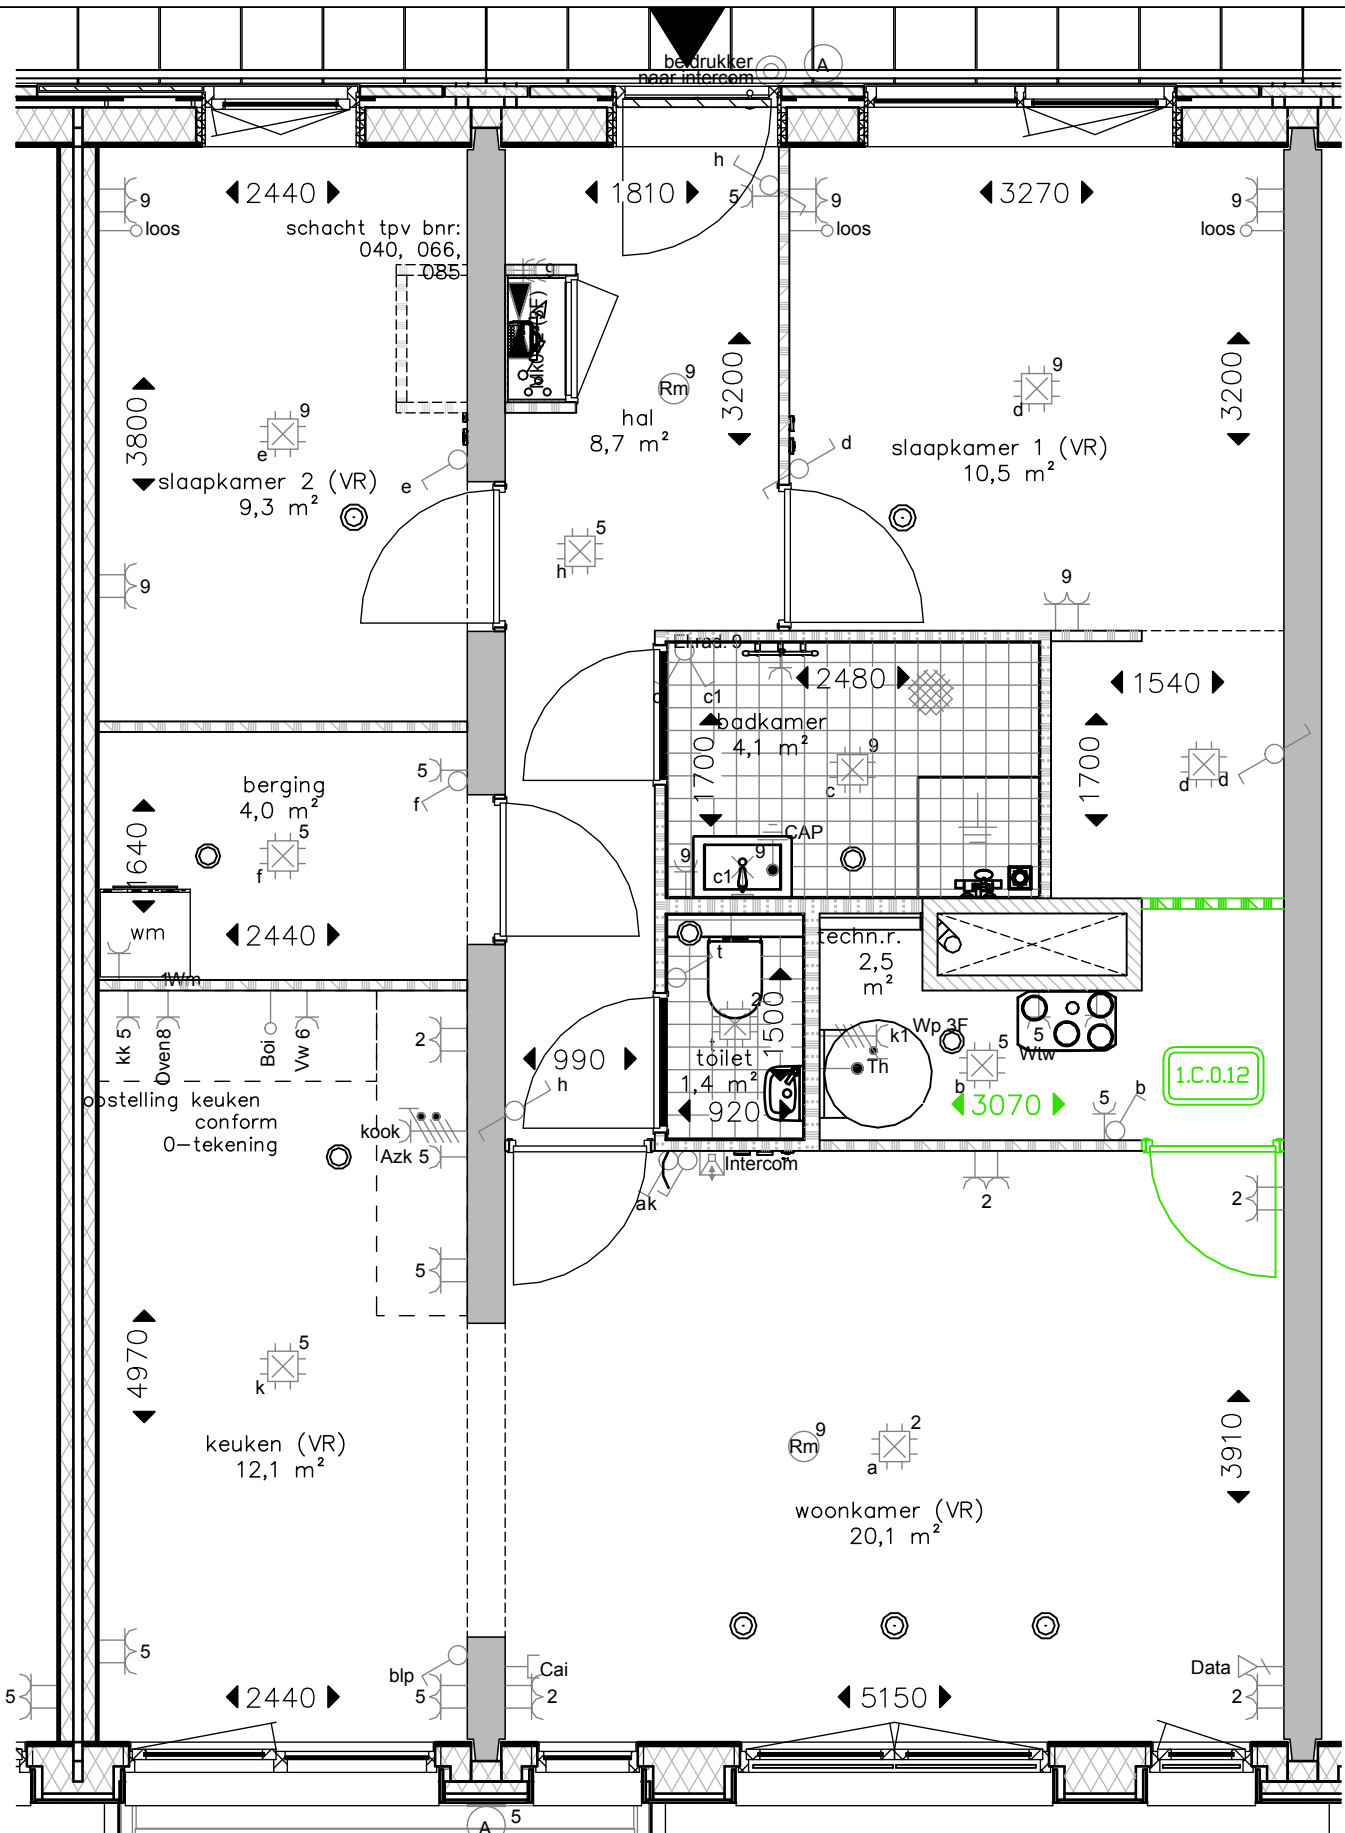 beldrukker
naar intercom
A
h
9
2440
1810
5
9
3270
9
loos
schacht tpv bnr:
040, 066,
085
loos
loos
9
3800
9
e
slaapkamer 2 (VR)
9,3 m²
e
Rm
9
hal
8,7 m²
3200
d
9
d
slaapkamer 1 (VR)
10,5 m²
3200
5
h
9
9
El.rad. 9
c1
2480
badkamer
4,1 m²
1700
9
c
1540
1700
d
d
5
f
berging
4,0 m²
5
f
1640
wm
2440
1Wm
CAP
9
9
c1
t
2
toilet
1,4 m²
1500
920
techn.r.
2,5
m²
Wp 3F
k1
Th
5
b
5
Wtw
3070
1.C.0.12
5
b
kk 5
Oven8
Boi
Vw 6
2
opstelling keuken
conform
0-tekening
990
h
kook
Azk 5
ak
Intercom
2
2
5
4970
5
k
keuken (VR)
12,1 m²
Rm
9
2
a
woonkamer (VR)
20,1 m²
3910
5
5
2440
blp
5
Cai
2
5150
Data
2
A
5